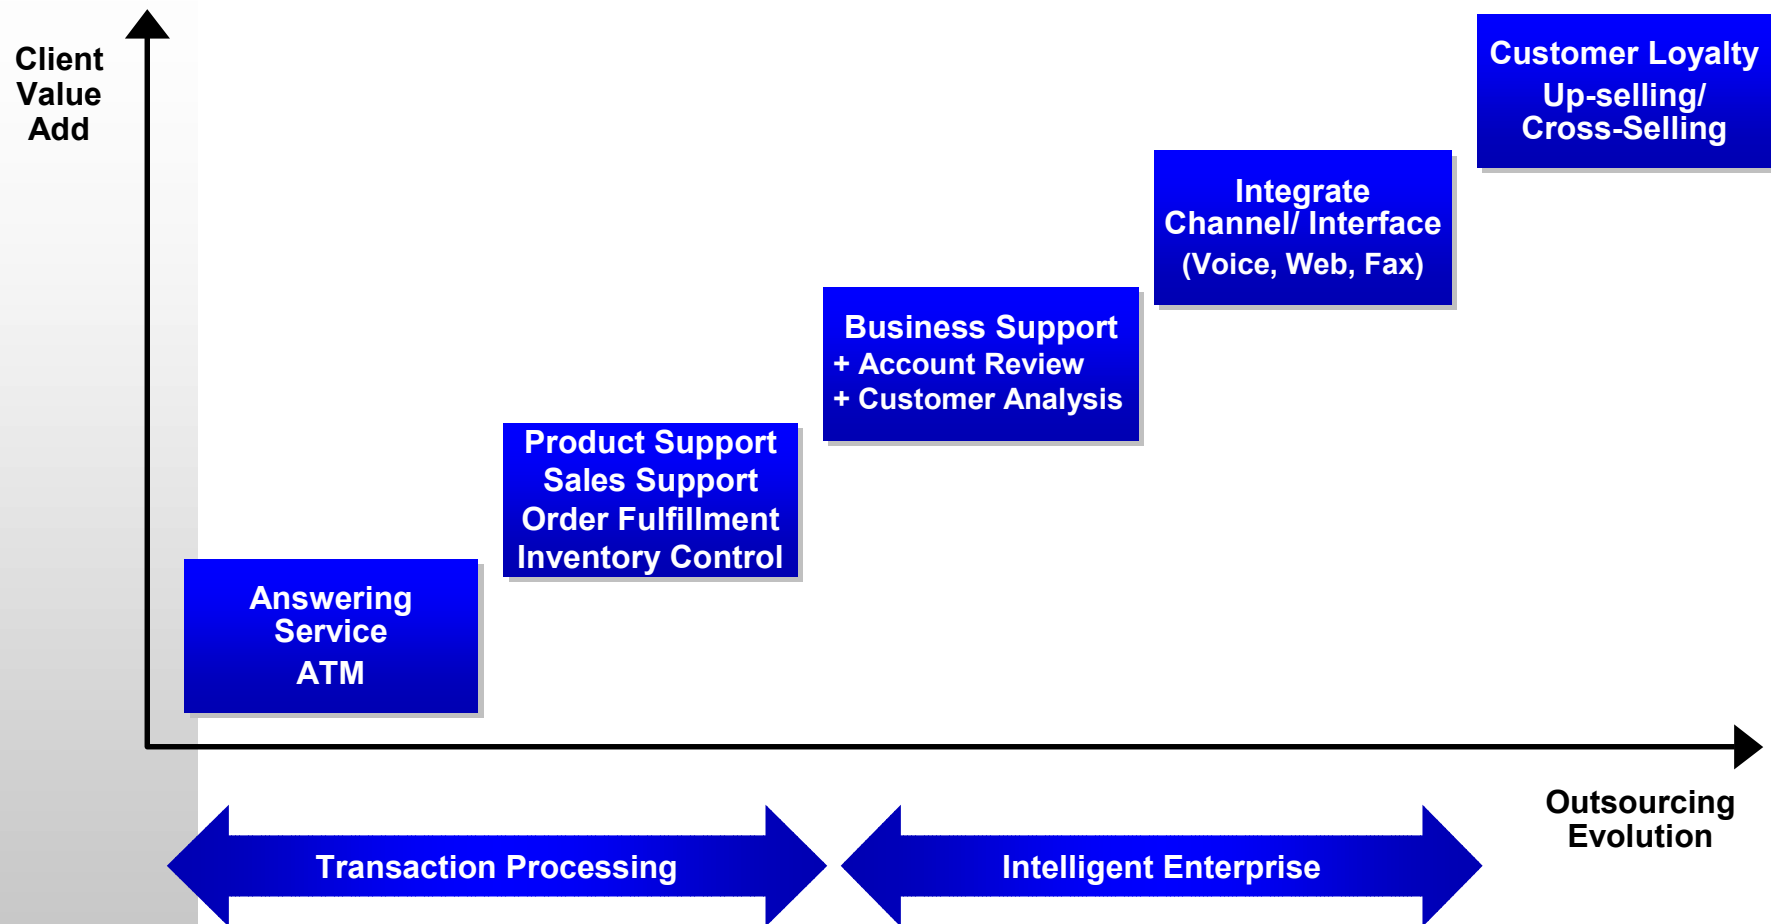 Client
Value
Add
Customer Loyalty
Up-selling/
Cross-Selling
Integrate
Channel/ Interface
(Voice, Web, Fax)
Business Support
+ Account Review
+ Customer Analysis
Product Support
Sales Support
Order Fulfillment
Inventory Control
Answering
Service
ATM
Outsourcing
Evolution
Transaction Processing
Intelligent Enterprise